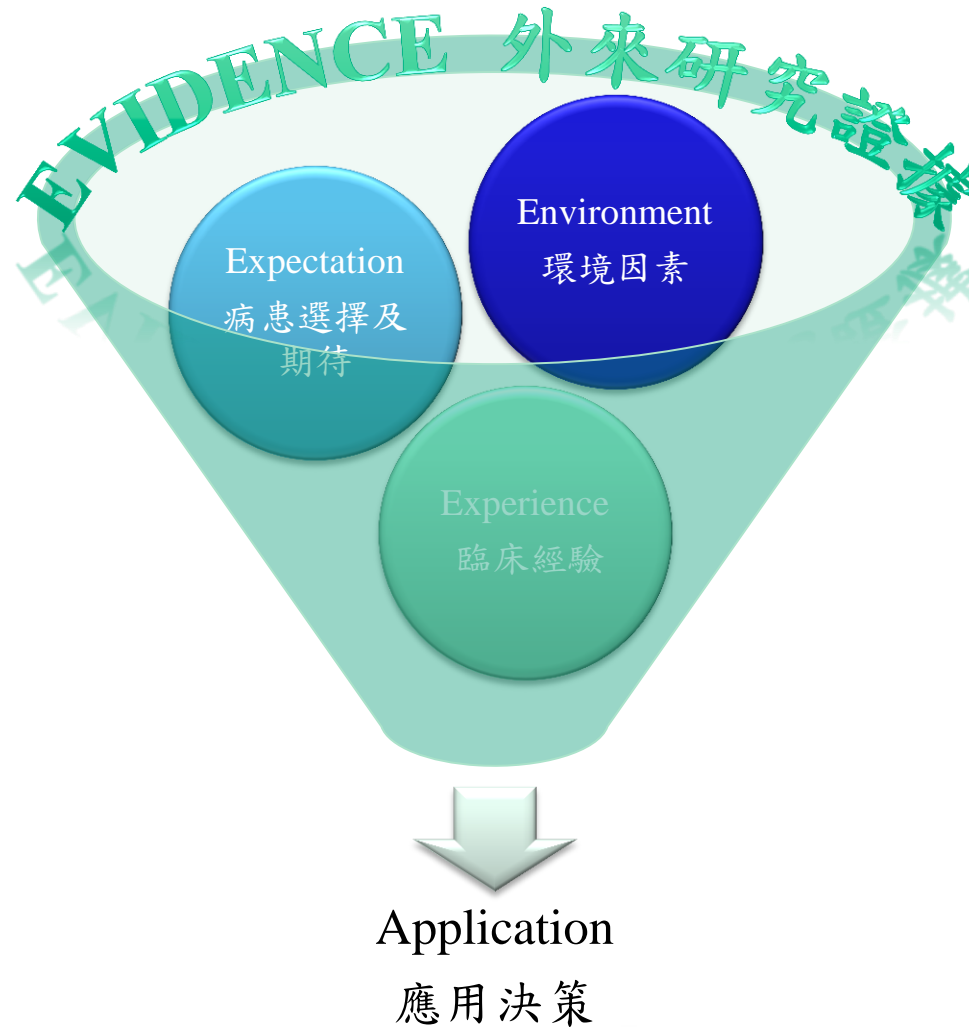 EVIDENCE 外來研究證據
Environment
環境因素
Expectation
病患選擇及
期待
Experience
臨床經驗
Application
應用決策